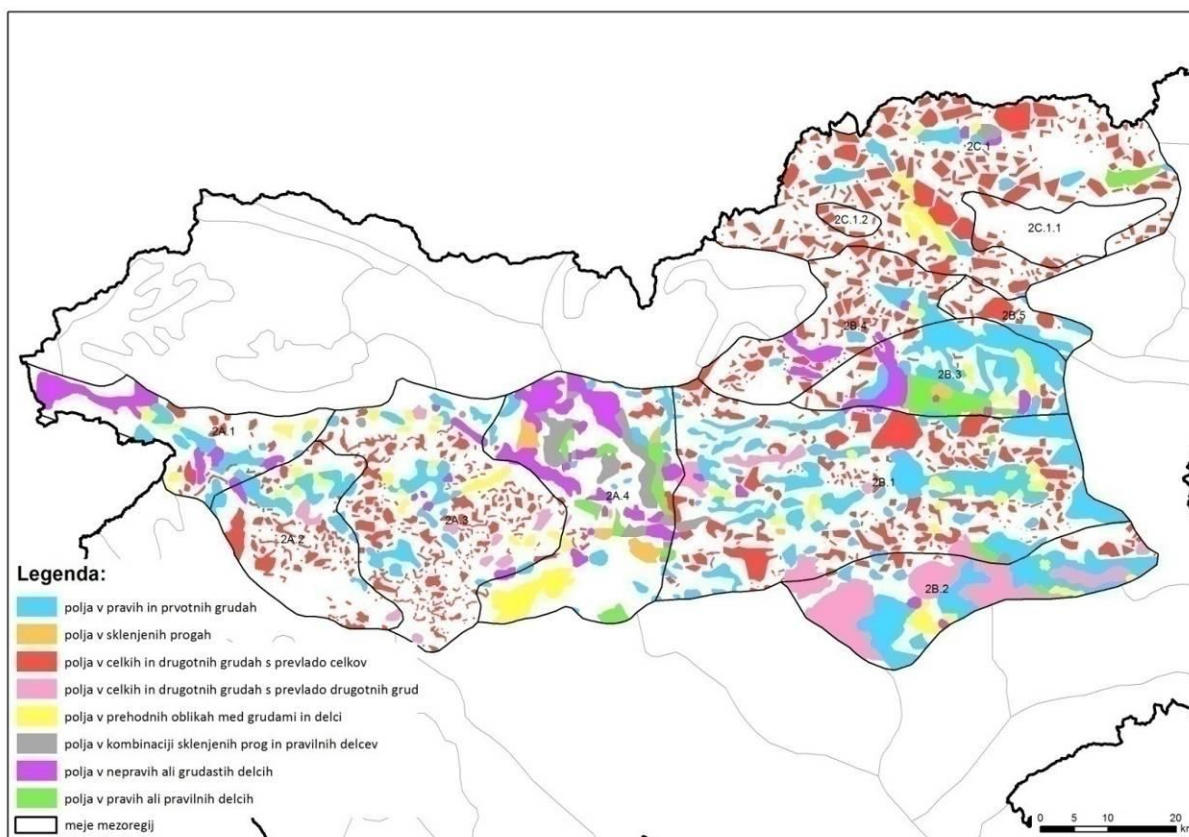 2C.1
2C.1.2
2C.1.1
2B.5
2B.4
2B.3
2A.1
2B.1
2A.4
2A.3
2A.2
2B.2
Legenda:
polja v pravih in prvotnih grudah
polja v sklenjenih progah
polja v celkih in drugotnih grudah s prevlado celkov
polja v celkih in drugotnih grudah s prevlado drugotnih grud
polja v prehodnih oblikah med grudami in delci
polja v kombinaciji sklenjenih prog in pravilnih delcev
polja v nepravih ali grudastih delcih
polja v pravih ali pravilnih delcih
meje mezoregij
0 5 10 20
km